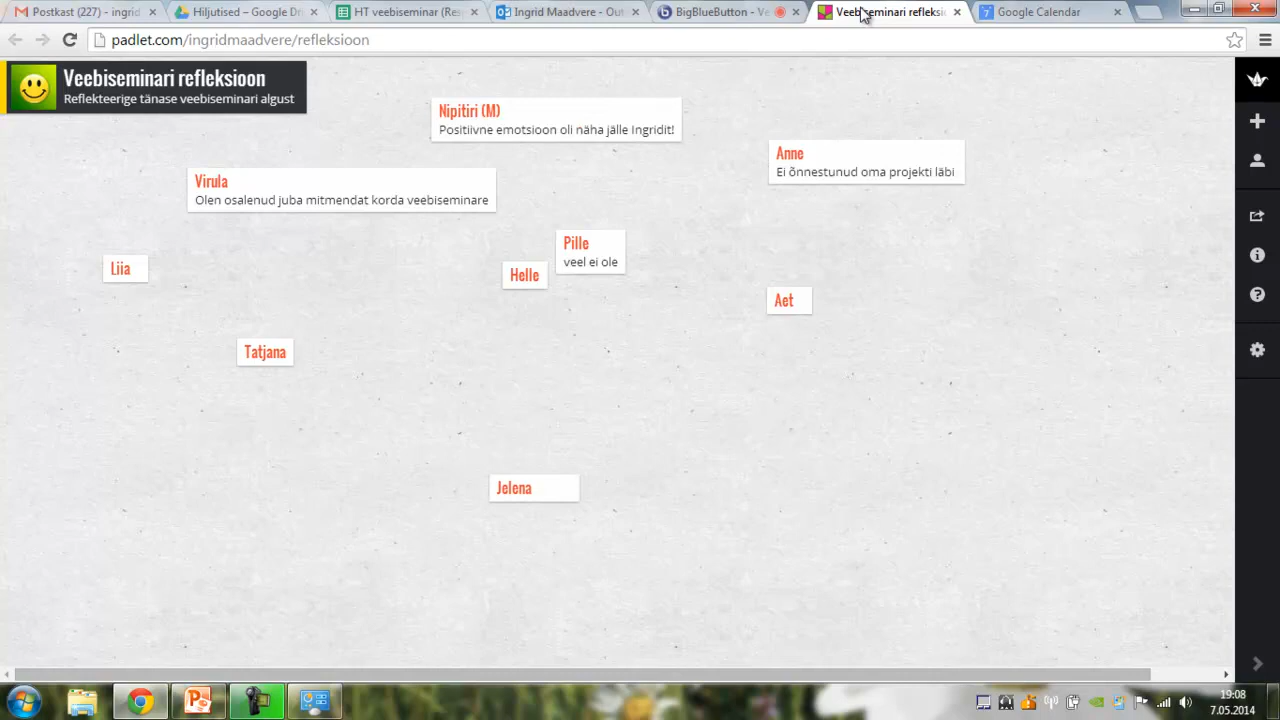 Postkast (227) - ingrid
Hiljutised – Google Dri
HT veebiseminar (Res
Ingrid Maadvere - Out
BigBlueButton - Ve
Veebiseminari refleksi
Google Calendar
padlet.com/ingridmaadvere/refleksioon
Veebiseminari refleksioon
Reflekteerige tänase veebiseminari algust
Nipitiri (M)
Positiivne emotsioon oli näha jälle Ingridit!
Anne
Ei õnnestunud oma projekti läbi
Virula
Olen osalenud juba mitmendat korda veebiseminare
Pille
veel ei ole
Liia
Helle
Aet
Tatjana
Jelena
19:08
7.05.2014